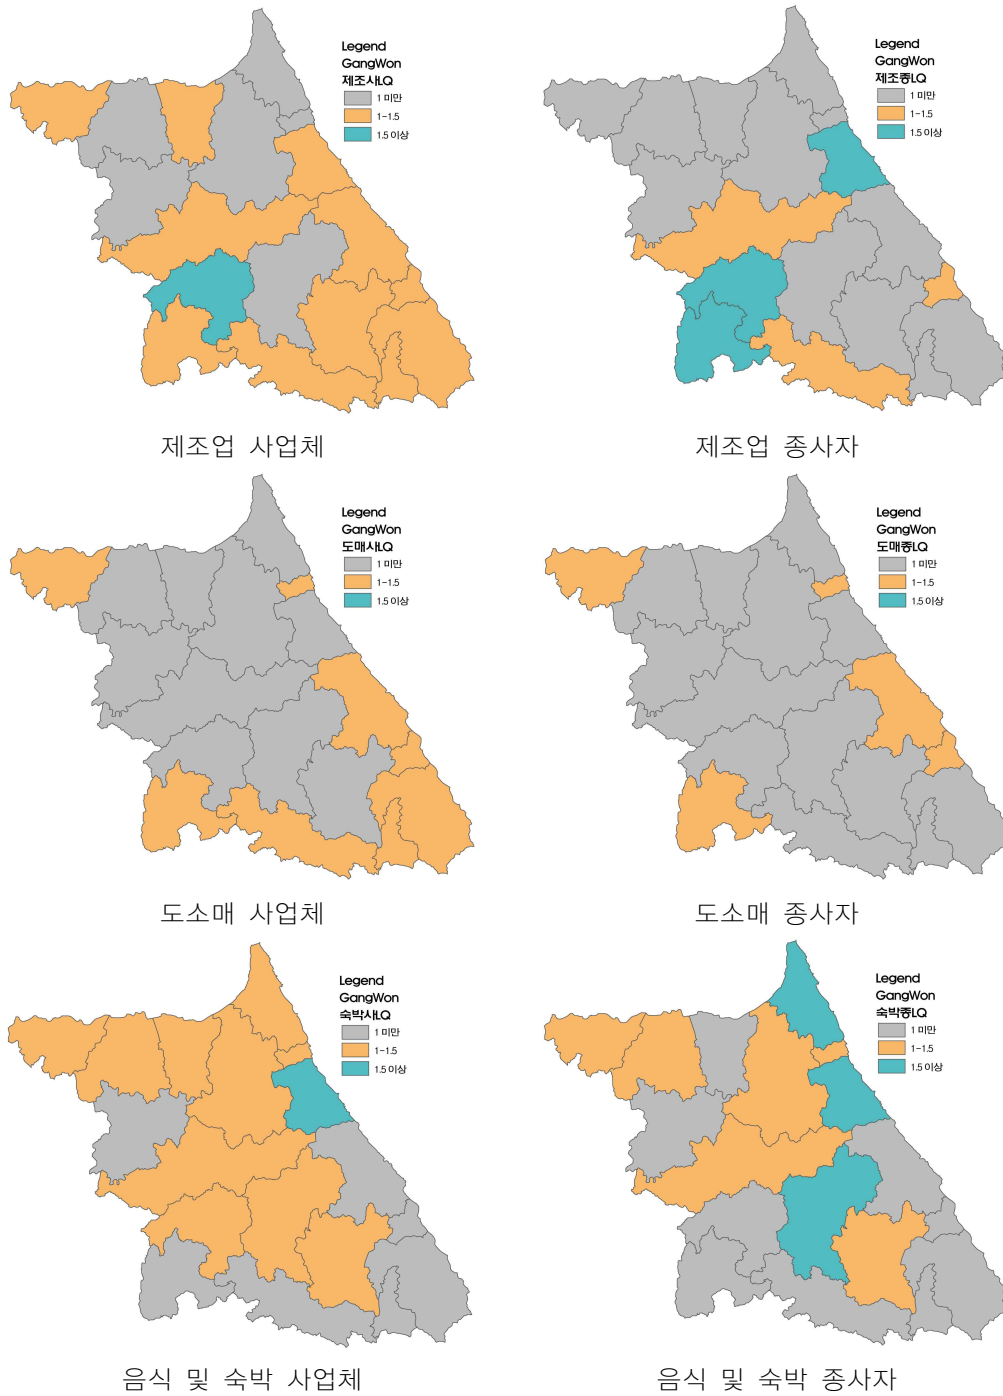 Legend
GangWon
제조사LQ
1 미만
1-1.5
1.5 이상
제조업 사업체
Legend
GangWon
제조종LQ
1 미만
1-1.5
1.5 이상
제조업 종사자
Legend
GangWon
도매사LQ
1 미만
1-1.5
1.5 이상
도소매 사업체
Legend
GangWon
도매종LQ
1 미만
1-1.5
1.5 이상
도소매 종사자
Legend
GangWon
숙박사LQ
1 미만
1-1.5
1.5 이상
음식 및 숙박 사업체
Legend
GangWon
숙박종LQ
1 미만
1-1.5
1.5 이상
음식 및 숙박 종사자